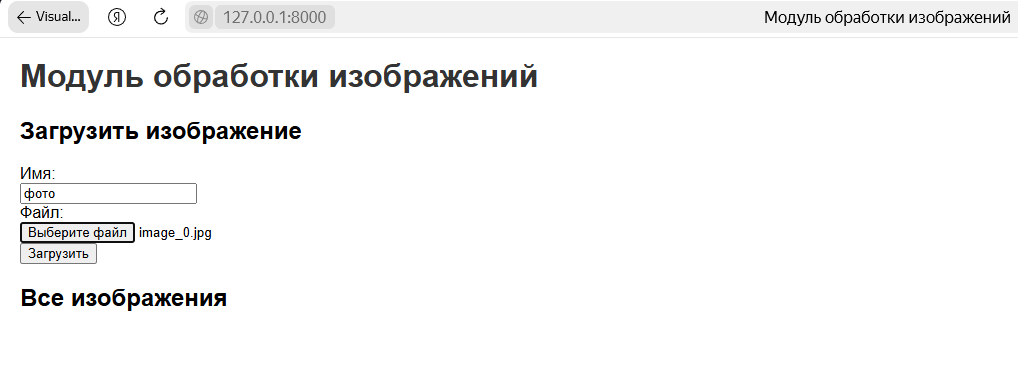 Visual... Я 127.0.0.1:8000 Модуль обработки изображений
Модуль обработки изображений
Загрузить изображение
Имя:
фото
Файл:
Выберите файл image_0.jpg
Загрузить
Все изображения